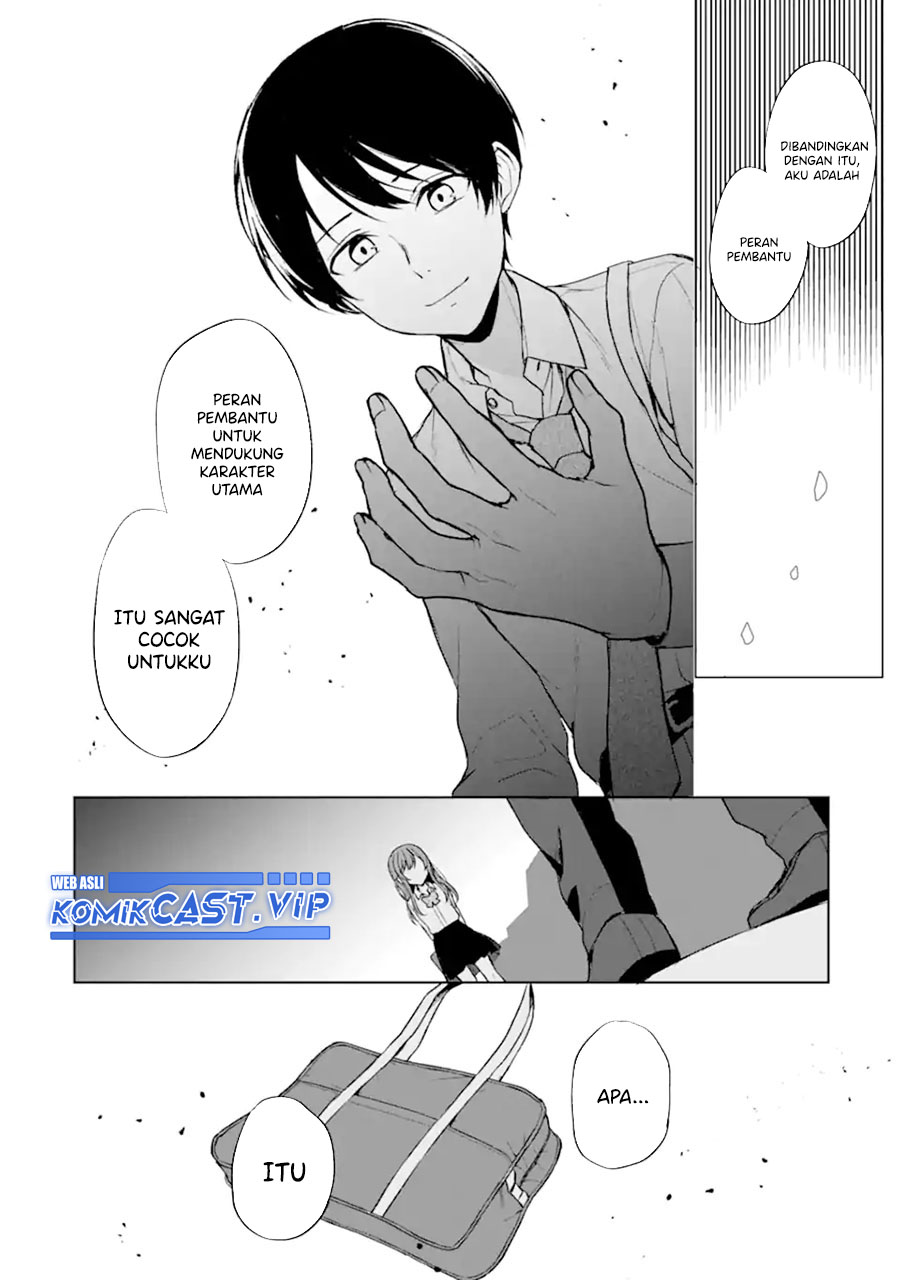 DIBANDINGKAN
DENGAN ITU,
AKU ADALAH
PERAN
PEMBANTU
PERAN
PEMBANTU
UNTUK
MENDUKUNG
KARAKTER
UTAMA
ITU SANGAT
COCOK
UNTUKKU
WEB ASLI
KOMIKCAST.VIP
APA...
ITU